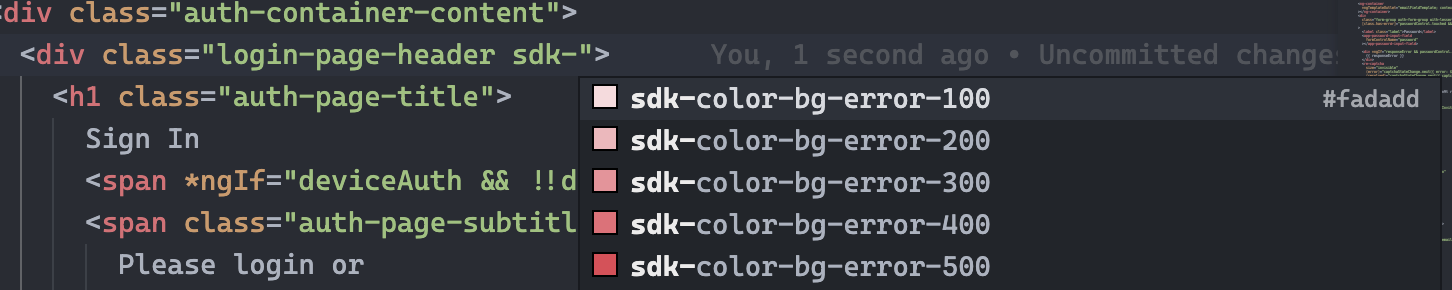 <div class="auth-container-content">
<div class="login-page-header sdk-"> You, 1 second ago • Uncommitted changes
<h1 class="auth-page-title">
sdk-color-bg-error-100 #fadadd
Sign In
sdk-color-bg-error-200
<span *ngIf="deviceAuth && !!d
sdk-color-bg-error-300
<span class="auth-page-subtitl
sdk-color-bg-error-400
Please login or
sdk-color-bg-error-500